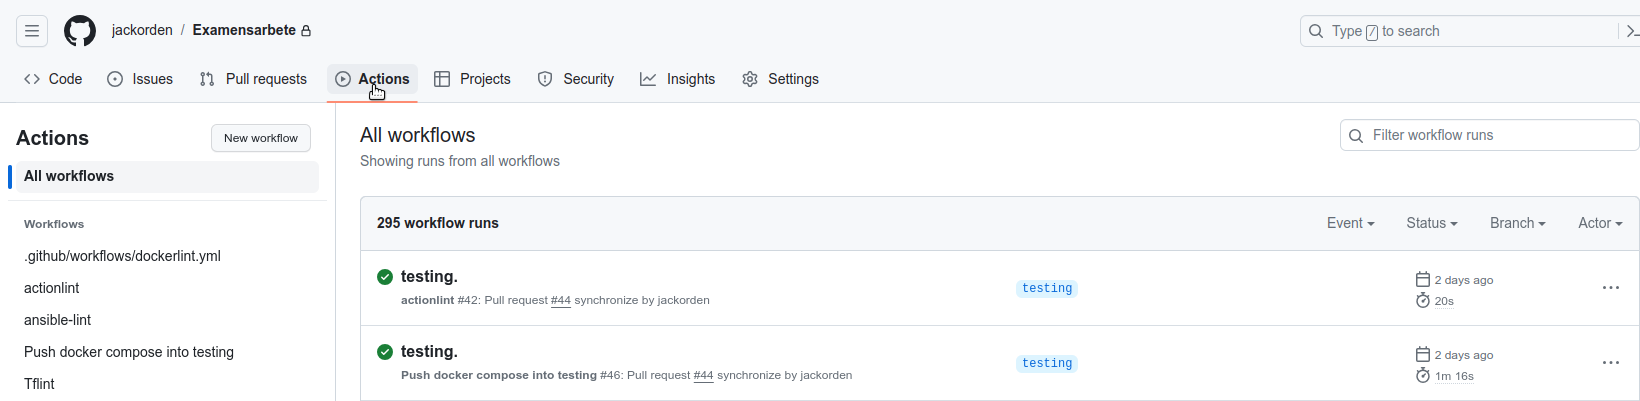 jackorden / Examensarbete
Type / to search
Code Issues Pull requests Actions Projects Security Insights Settings
Actions
New workflow
All workflows
Workflows
.github/workflows/dockerlint.yml
actionlint
ansible-lint
Push docker compose into testing
Tflint
All workflows
Showing runs from all workflows
Filter workflow runs
295 workflow runs
Event Status Branch Actor
testing.
actionlint #42: Pull request #44 synchronize by jackorden
testing
2 days ago
20s
testing.
Push docker compose into testing #46: Pull request #44 synchronize by jackorden
testing
2 days ago
1m 16s